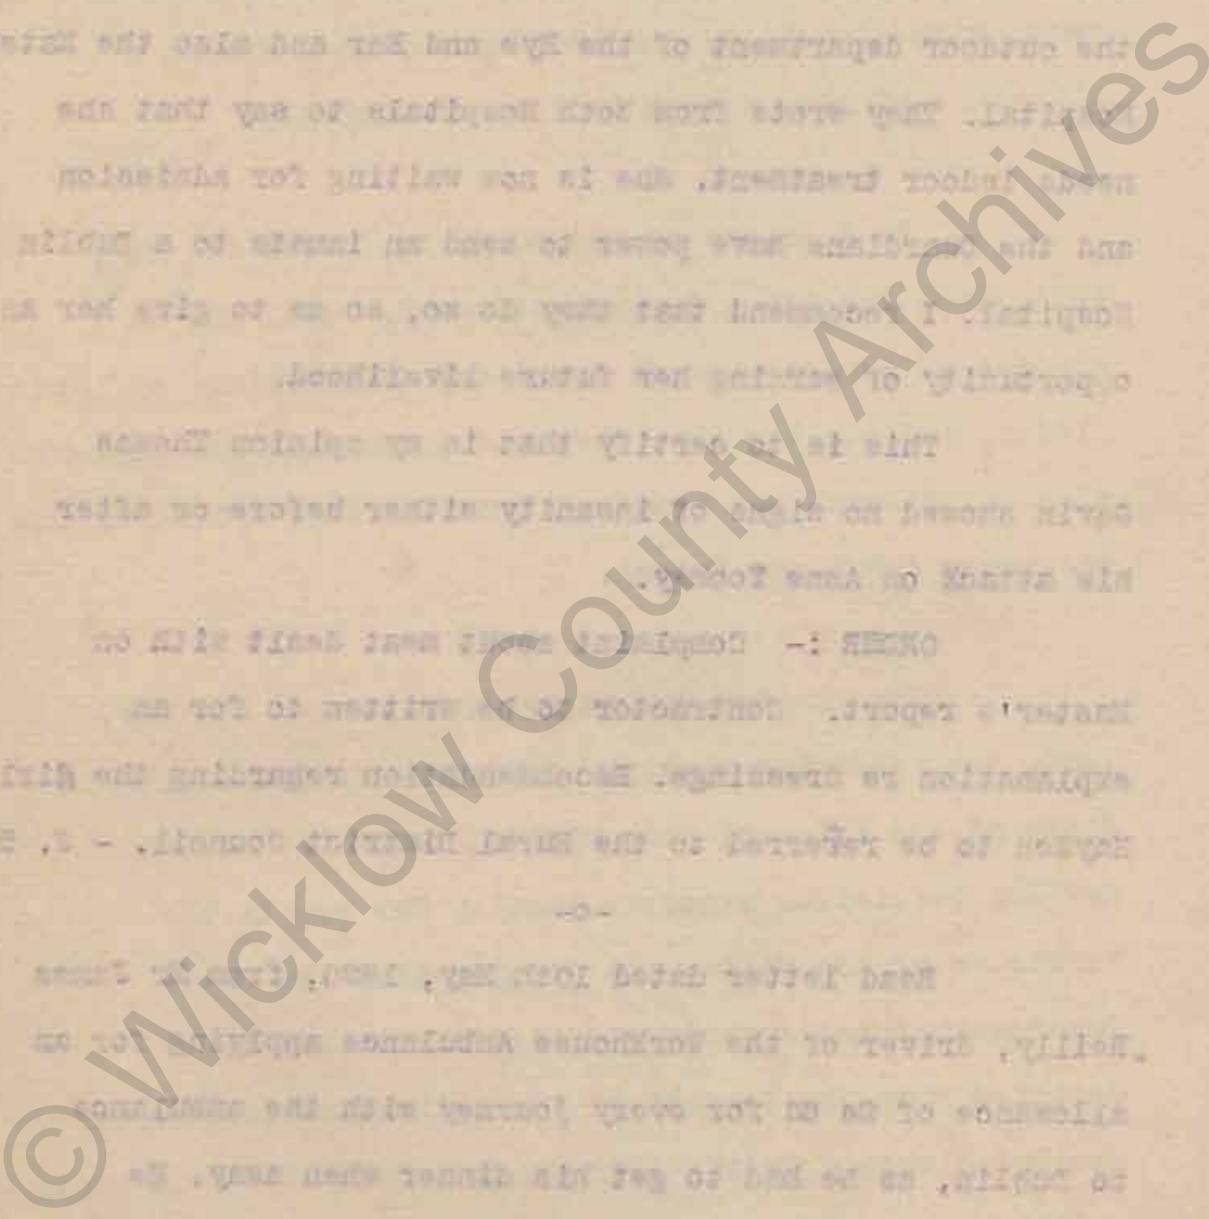 the outdoor department of the Eye and Ear and also the Mate
Hospital. They wrote from both Hospitals to say that she
needs indoor treatment. She is now waiting for admission
and the Guardians have power to send an inmate to a Dublin
Hospital. I recommend that they do so, so as to give her an
opportunity of earning her future livelihood.
This is to certify that in my opinion Thomas
showed no signs of insanity either before or after
his attack on Anne
ORDER :- Complaint about meat dealt with on
Master's report. Contractor to be written to for an
explanation re dressings. Recommendation regarding the girl
to be referred to the Rural District Council. - J.
-o-
Read letter dated 10th May, 1920, from Mr James
Reilly, driver of the Workhouse Ambulance applying for an
allowance of for every journey with the ambulance
to Dublin, as he had to get his dinner when away. He
© Wicklow County Archives